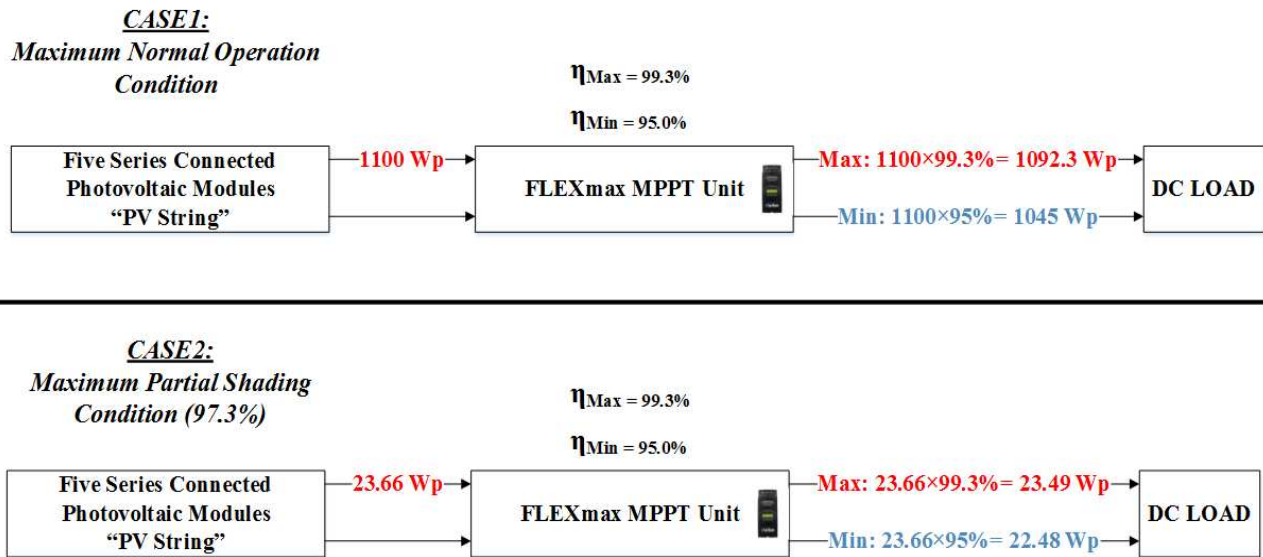 CASE1:
Maximum Normal Operation
Condition
ηMax = 99.3%
ηMin = 95.0%
Five Series Connected
Photovoltaic Modules
“PV String”
1100 Wp
FLEXmax MPPT Unit
Max: 1100×99.3%= 1092.3 Wp
Min: 1100×95%= 1045 Wp
DC LOAD
CASE2:
Maximum Partial Shading
Condition (97.3%)
ηMax = 99.3%
ηMin = 95.0%
Five Series Connected
Photovoltaic Modules
“PV String”
23.66 Wp
FLEXmax MPPT Unit
Max: 23.66×99.3%= 23.49 Wp
Min: 23.66×95%= 22.48 Wp
DC LOAD